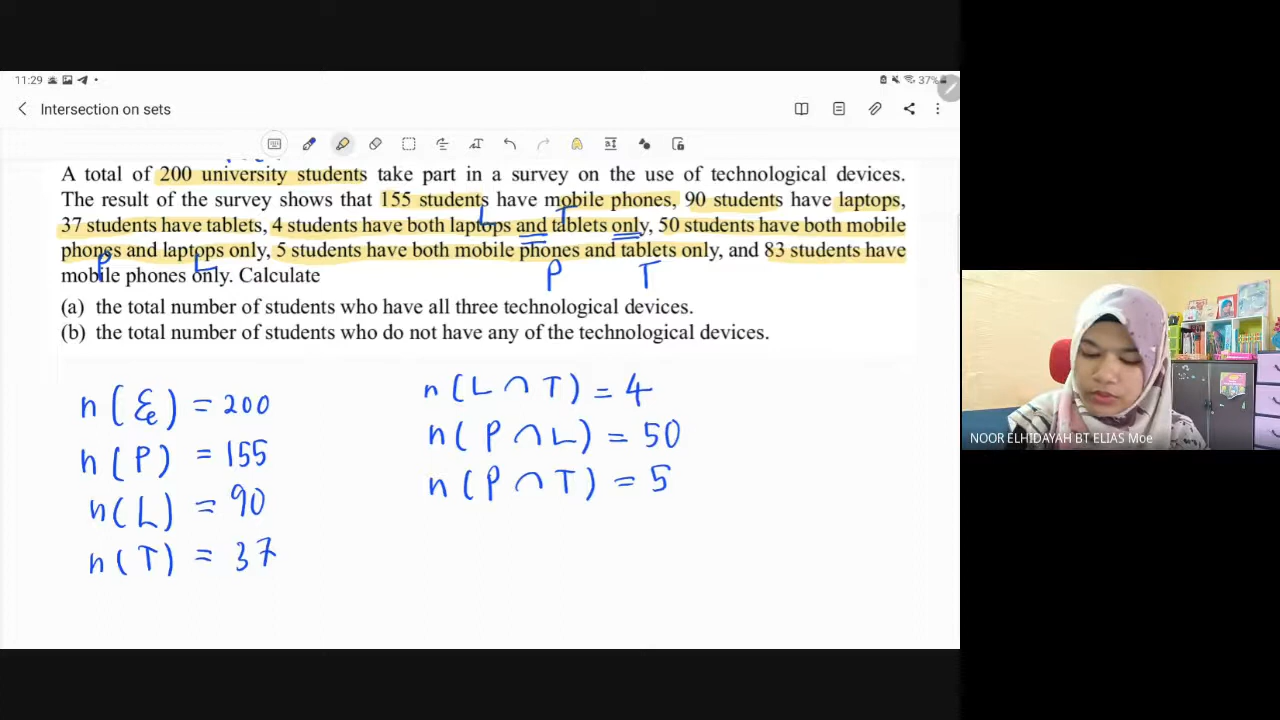 11:29
37%
Intersection on sets
A total of 200 university students take part in a survey on the use of technological devices.
The result of the survey shows that 155 students have mobile phones, 90 students have laptops,
L T
37 students have tablets, 4 students have both laptops and tablets only, 50 students have both mobile
phones and laptops only, 5 students have both mobile phones and tablets only, and 83 students have
P L P T
mobile phones only. Calculate
(a) the total number of students who have all three technological devices.
(b) the total number of students who do not have any of the technological devices.
n(ξ) = 200
n(P) = 155
n(L) = 90
n(T) = 37
n(L ∩ T) = 4
n(P ∩ L) = 50
n(P ∩ T) = 5
NOOR ELHIDAYAH BT ELIAS Moe